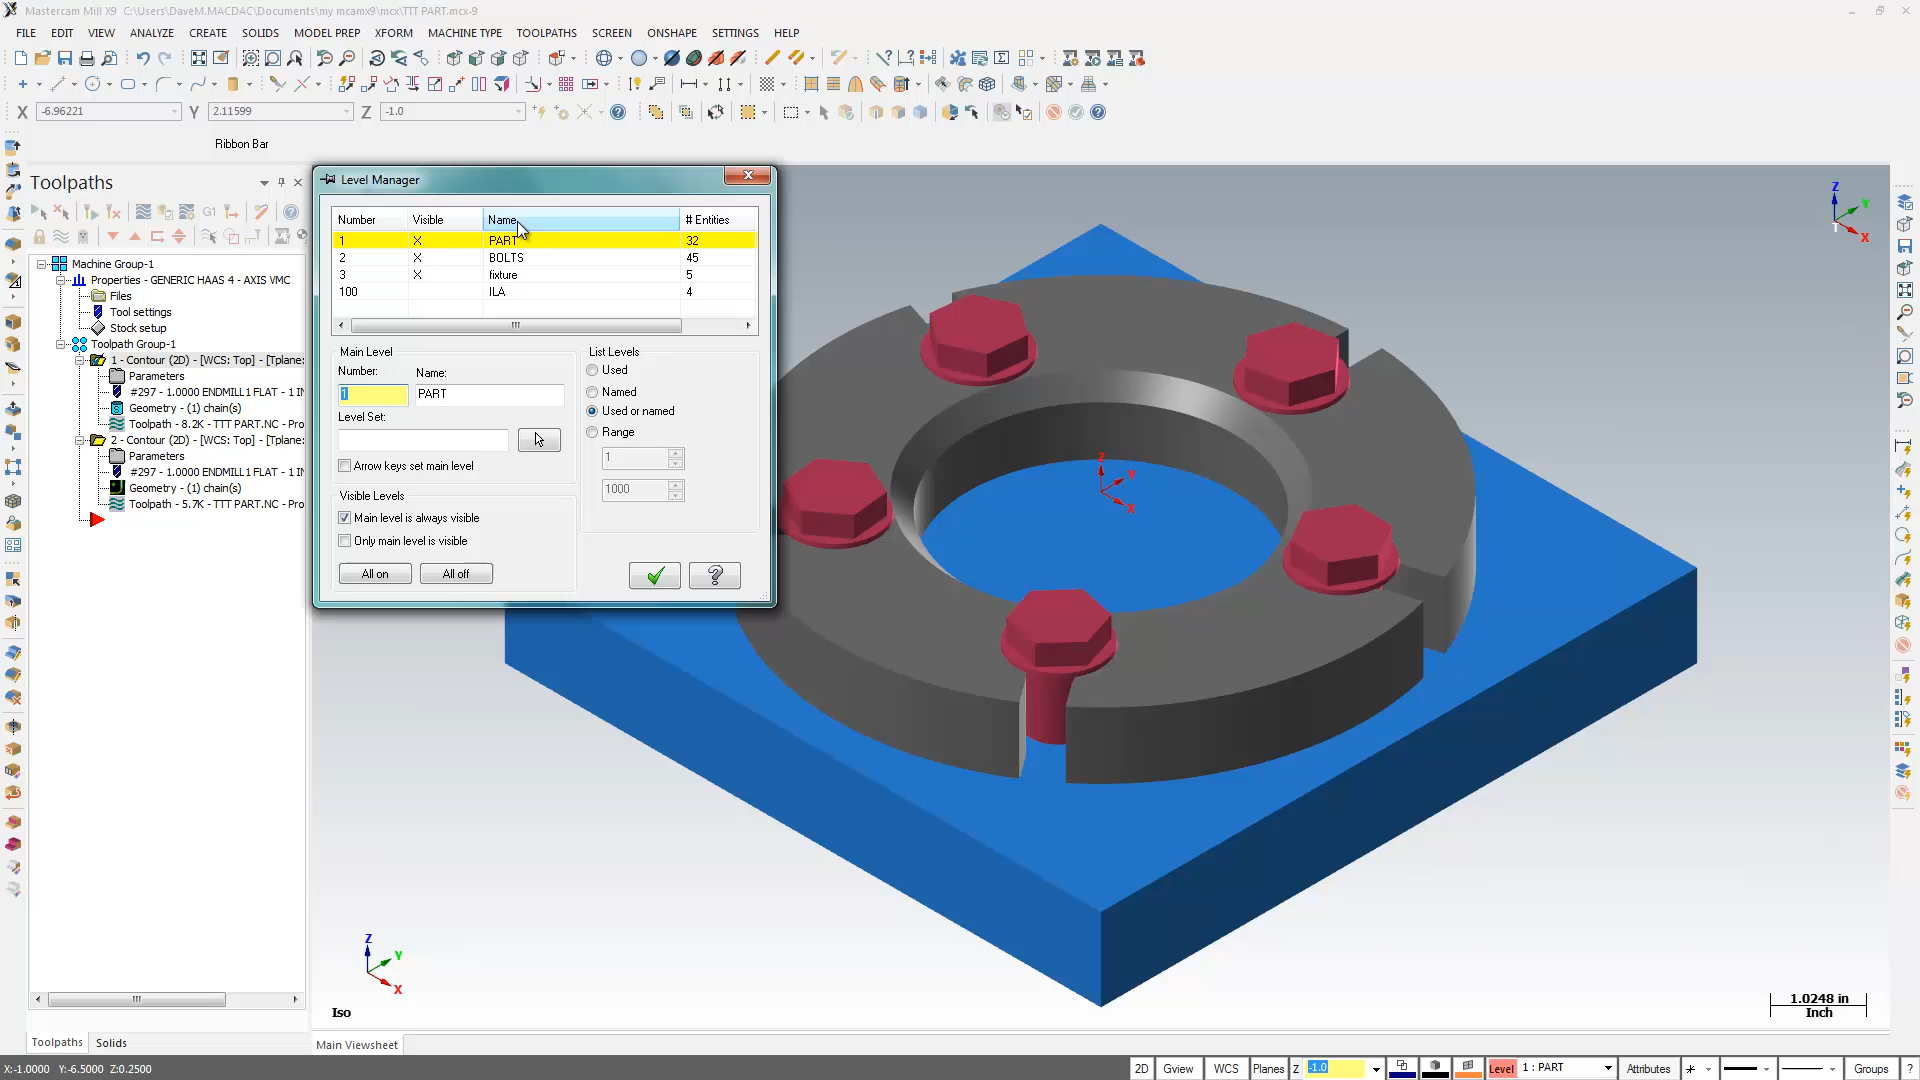 Mastercam Mill X9 C:\Users\DaveM.MACDAC\Documents\my mcamx9\mcx\TTT PART.mcx-9
FILE EDIT VIEW ANALYZE CREATE SOLIDS MODEL PREP XFORM MACHINE TYPE TOOLPATHS SCREEN ONSHAPE SETTINGS HELP
X -6.96221 Y 2.11599 Z -1.0
Ribbon Bar
Toolpaths
G1
Machine Group-1
Properties - GENERIC HAAS 4 - AXIS VMC
Files
Tool settings
Stock setup
Toolpath Group-1
1 - Contour (2D) - [WCS: Top] - [Tplane:
Parameters
#297 - 1.0000 ENDMILL1 FLAT - 1 IN
Geometry - (1) chain(s)
Toolpath - 8.2K - TTT PART.NC - Pro
2 - Contour (2D) - [WCS: Top] - [Tplane:
Parameters
#297 - 1.0000 ENDMILL1 FLAT - 1 IN
Geometry - (1) chain(s)
Toolpath - 5.7K - TTT PART.NC - Pro
Toolpaths Solids
Level Manager
Number Visible Name # Entities
1 X PART 32
2 X BOLTS 45
3 X fixture 5
100 ILA 4
Main Level
Number: Name:
1 PART
Level Set:
Arrow keys set main level
Visible Levels
Main level is always visible
Only main level is visible
All on All off
List Levels
Used
Named
Used or named
Range
1
1000
Z Y X
Z Y X
Z Y X
Iso
1.0248 in
Inch
Main Viewsheet
X:-1.0000 Y:-6.5000 Z:0.2500
2D Gview WCS Planes Z -1.0 Level 1 : PART Attributes Groups ?